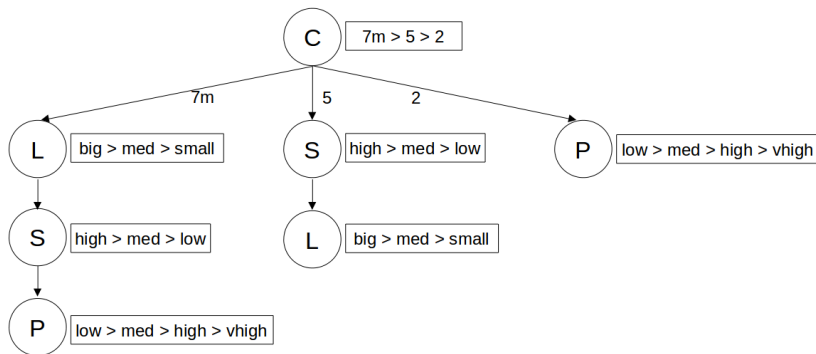 C 7m > 5 > 2
7m 5 2
L big > med > small S high > med > low P low > med > high > vhigh
S high > med > low L big > med > small
P low > med > high > vhigh